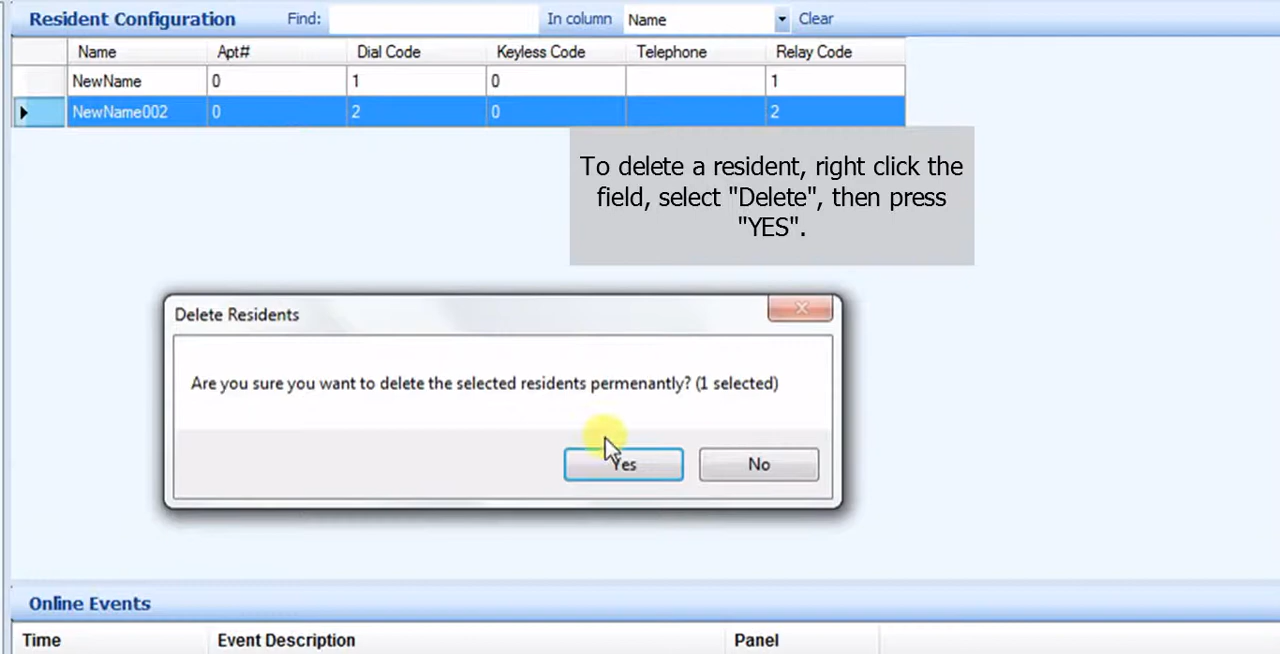 Resident Configuration Find: In column Name Clear
Name Apt# Dial Code Keyless Code Telephone Relay Code
NewName 0 1 0 1
NewName002 0 2 0 2
To delete a resident, right click the
field, select "Delete", then press
"YES".
Delete Residents
Are you sure you want to delete the selected residents permenantly? (1 selected)
Yes No
Online Events
Time Event Description Panel